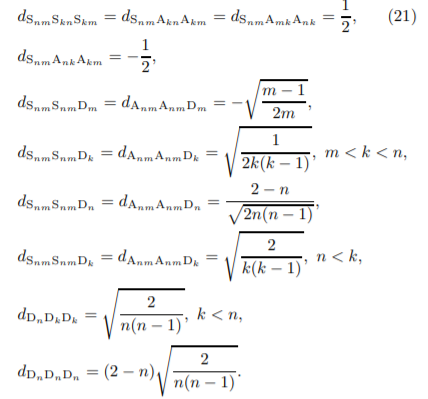 d_{S_{nm}S_{kn}S_{km}} = d_{S_{nm}A_{kn}A_{km}} = d_{S_{nm}A_{mk}A_{nk}} = \frac{1}{2}, (21)
d_{S_{nm}A_{nk}A_{km}} = -\frac{1}{2},
d_{S_{nm}S_{nm}D_m} = d_{A_{nm}A_{nm}D_m} = -\sqrt{\frac{m-1}{2m}},
d_{S_{nm}S_{nm}D_k} = d_{A_{nm}A_{nm}D_k} = \sqrt{\frac{1}{2k(k-1)}}, m < k < n,
d_{S_{nm}S_{nm}D_n} = d_{A_{nm}A_{nm}D_n} = \frac{2-n}{\sqrt{2n(n-1)}},
d_{S_{nm}S_{nm}D_k} = d_{A_{nm}A_{nm}D_k} = \sqrt{\frac{2}{k(k-1)}}, n < k,
d_{D_nD_kD_k} = \sqrt{\frac{2}{n(n-1)}}, k < n,
d_{D_nD_nD_n} = (2-n)\sqrt{\frac{2}{n(n-1)}}.